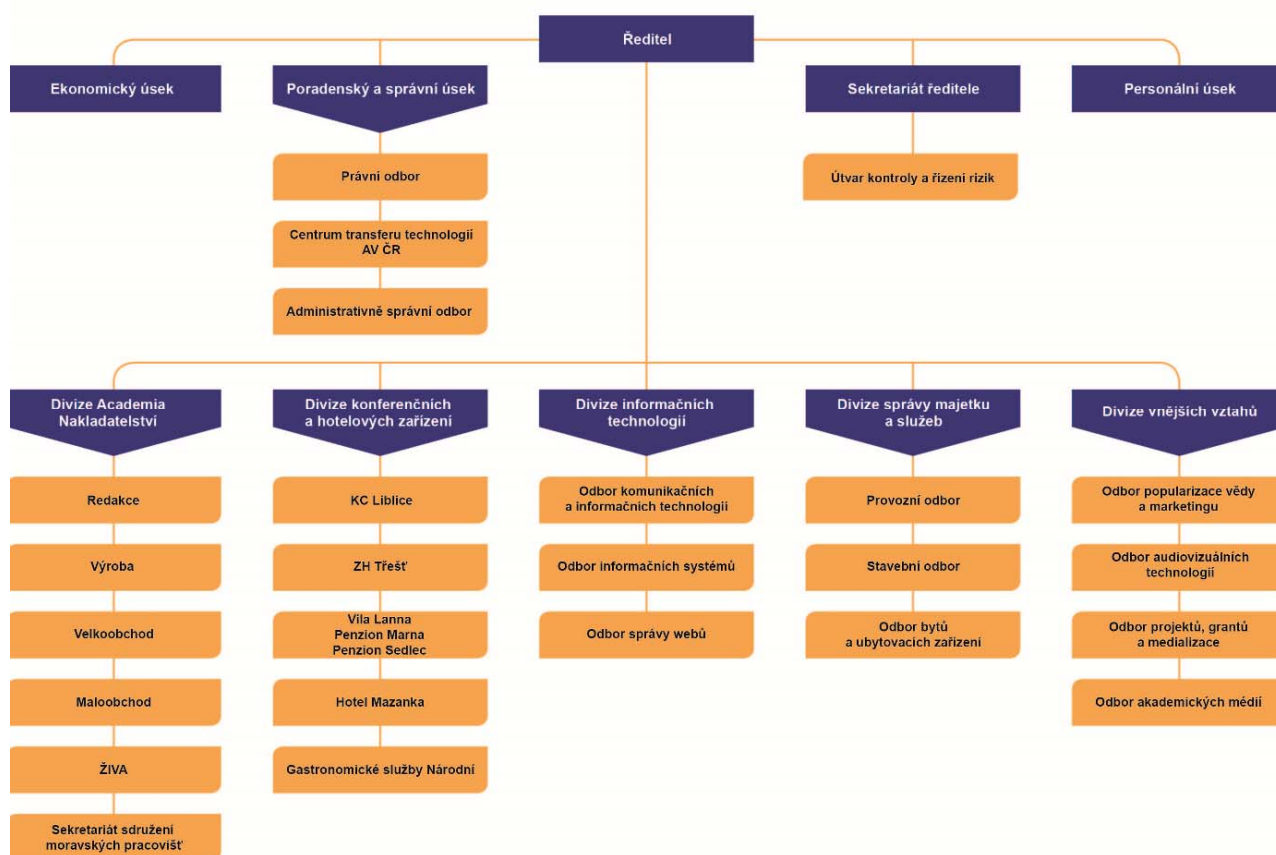 Ředitel
Ekonomický úsek
Poradenský a správní úsek
Sekretariát ředitele
Personální úsek
Právní odbor
Centrum transferu technologií
AV ČR
Administrativně správní odbor
Útvar kontroly a řízení rizik
Divize Academia
Nakladatelství
Redakce
Výroba
Velkoobchod
Maloobchod
ŽIVA
Sekretariát sdružení
moravských pracovišť
Divize konferenčních
a hotelových zařízení
KC Liblice
ZH Třešť
Vila Lanna
Penzion Marna
Penzion Sedlec
Hotel Mazanka
Gastronomické služby Národní
Divize informačních
technologií
Odbor komunikačních
a informačních technologií
Odbor informačních systémů
Odbor správy webů
Divize správy majetku
a služeb
Provozní odbor
Stavební odbor
Odbor bytů
a ubytovacích zařízení
Divize vnějších vztahů
Odbor popularizace vědy
a marketingu
Odbor audiovizuálních
technologií
Odbor projektů, grantů
a medializace
Odbor akademických médií